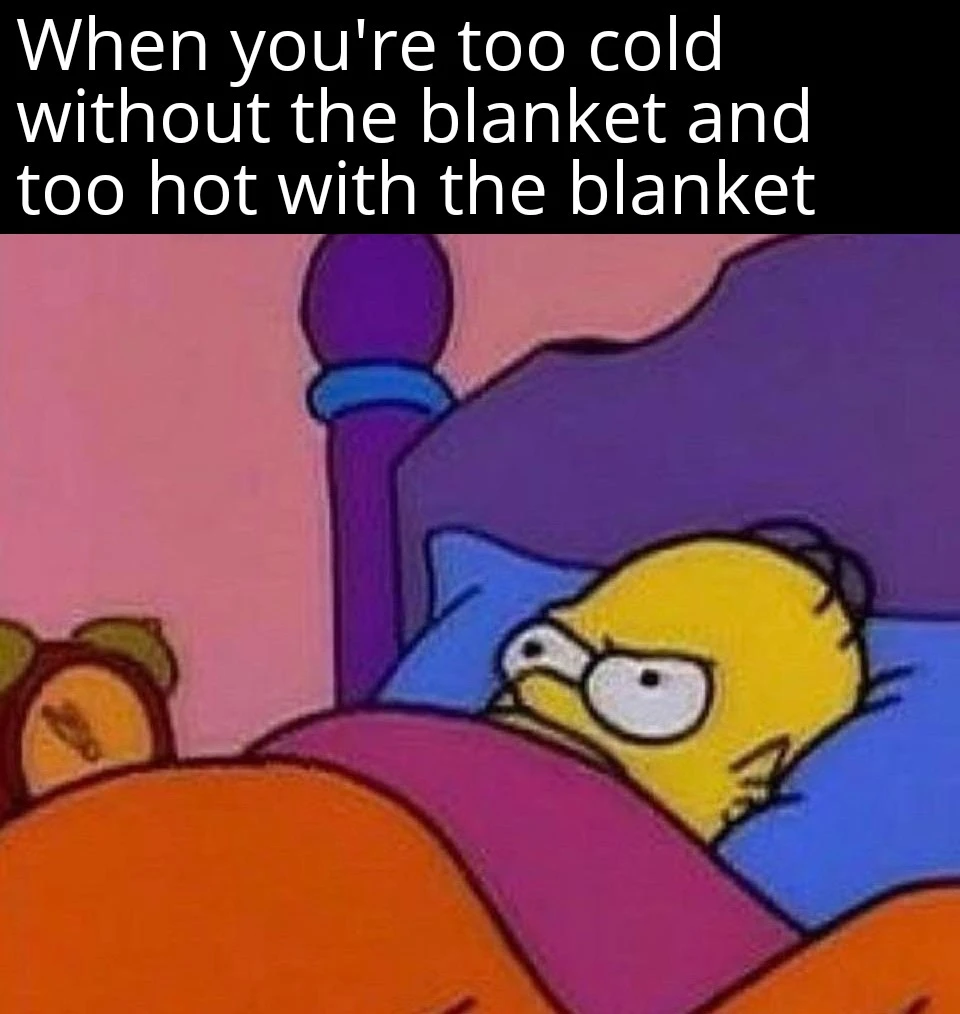 When you're too cold
without the blanket and
too hot with the blanket